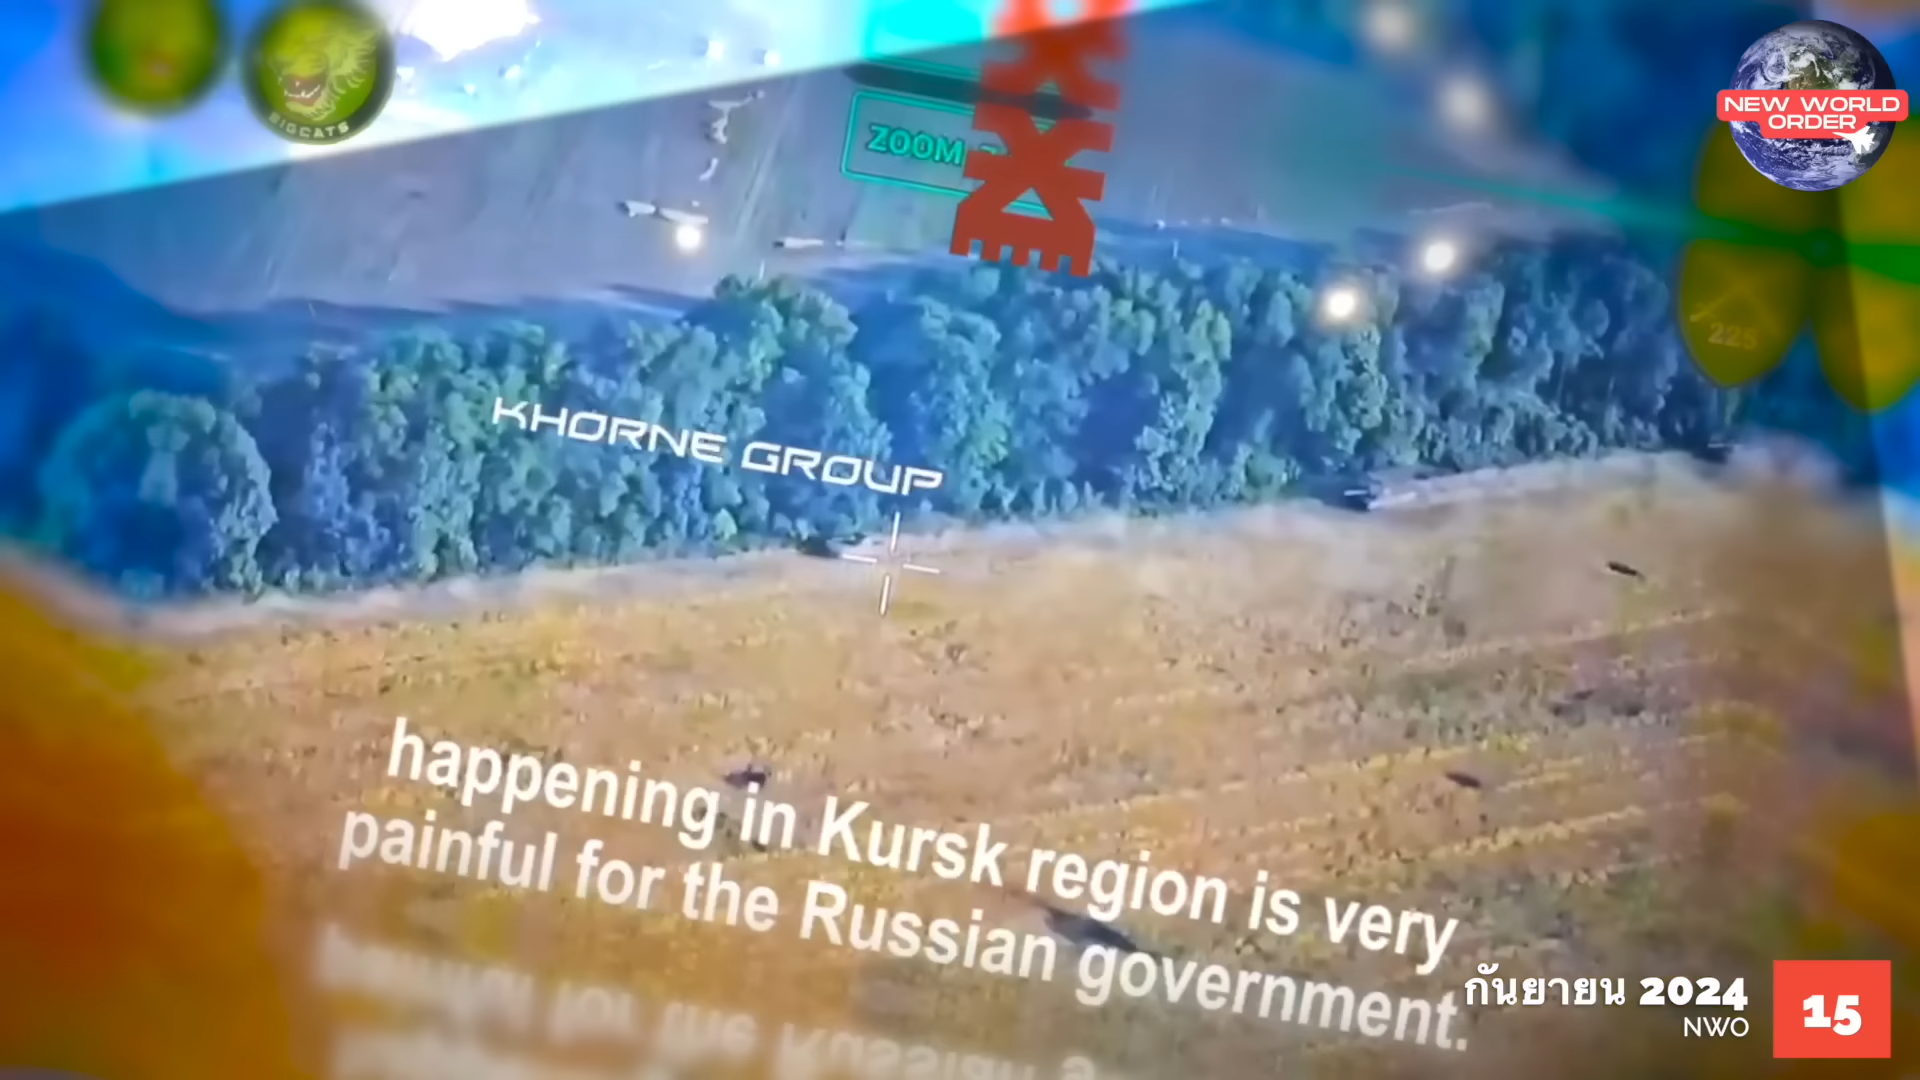 BIGCATS
ZOOM
NEW WORLD
ORDER
225
KHORNE GROUP
happening in Kursk region is very
painful for the Russian government.
กันยายน 2024
NWO
15